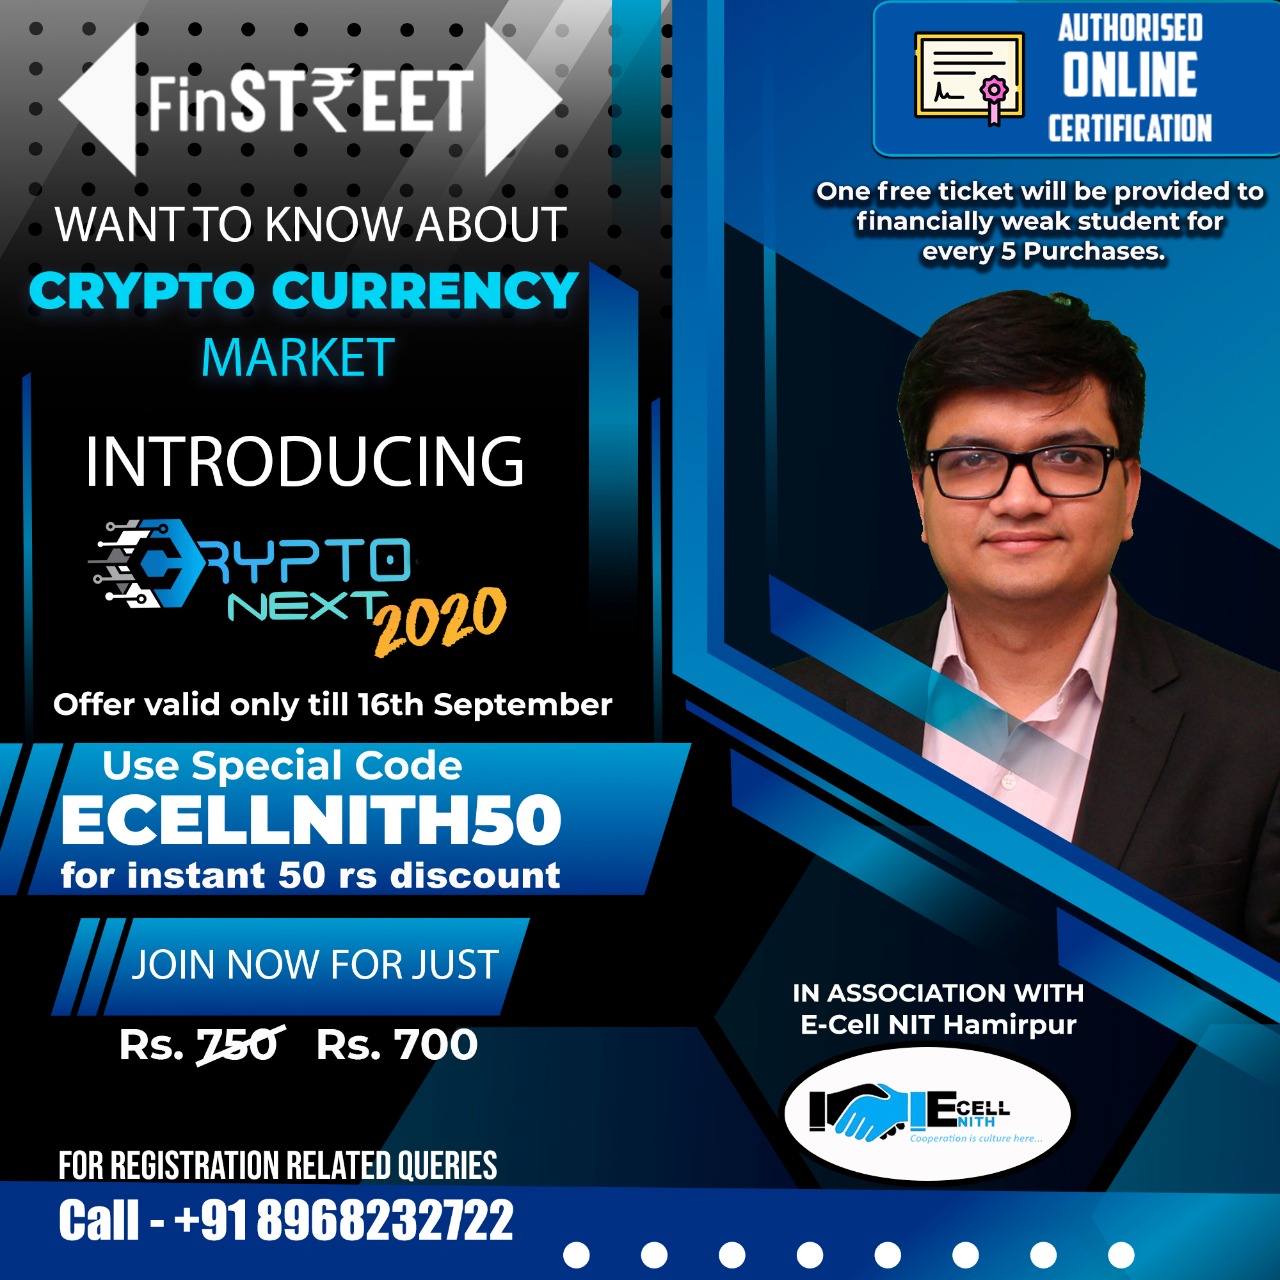 FinST₹EET
WANT TO KNOW ABOUT
CRYPTO CURRENCY
MARKET
INTRODUCING
CRYPTO
NEXT 2020
Offer valid only till 16th September
Use Special Code
ECELLNITH50
for instant 50 rs discount
JOIN NOW FOR JUST
Rs. 750 Rs. 700
FOR REGISTRATION RELATED QUERIES
Call - +91 8968232722
AUTHORISED
ONLINE
CERTIFICATION
One free ticket will be provided to
financially weak student for
every 5 Purchases.
IN ASSOCIATION WITH
E-Cell NIT Hamirpur
ECELL
NITH
Cooperation is culture here...